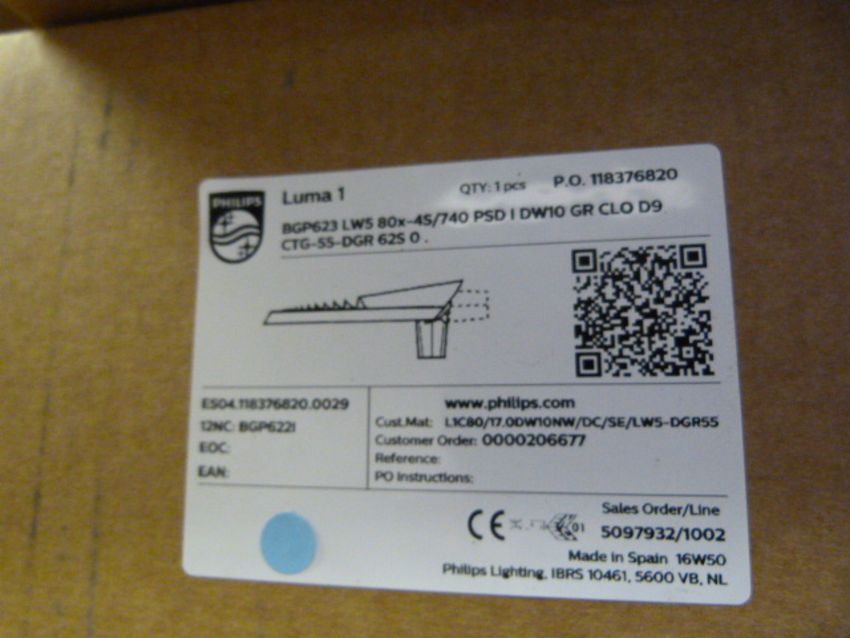 PHILIPS
Luma 1
QTY: 1 pcs
P.O. 118376820
BGP623 LW5 80x-4S/740 PSD I DW10 GR CLO D9
CTG-55-DGR 62S 0 .
ES04.118376820.0029
12NC: BGP622I
EOC:
EAN:
www.philips.com
Cust.Mat: L1C80/17.0DW10NW/DC/SE/LW5-DGR55
Customer Order: 0000206677
Reference:
PO Instructions:
CE
01
Sales Order/Line
5097932/1002
Made in Spain 16W50
Philips Lighting, IBRS 10461, 5600 VB, NL